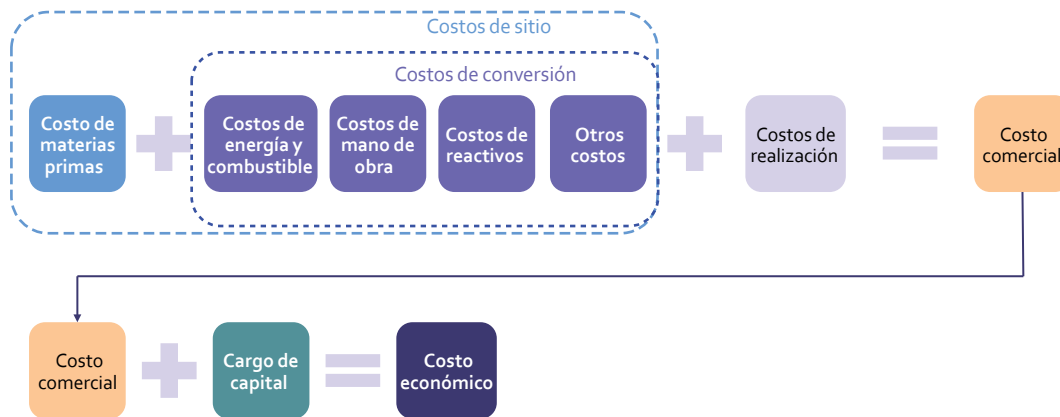 Costos de sitio
Costos de conversión
Costo de
materias
primas
Costos de
energía y
combustible
Costos de
mano de
obra
Costos de
reactivos
Otros
costos
Costos de
realización
Costo
comercial
Costo
comercial
Cargo de
capital
Costo
económico